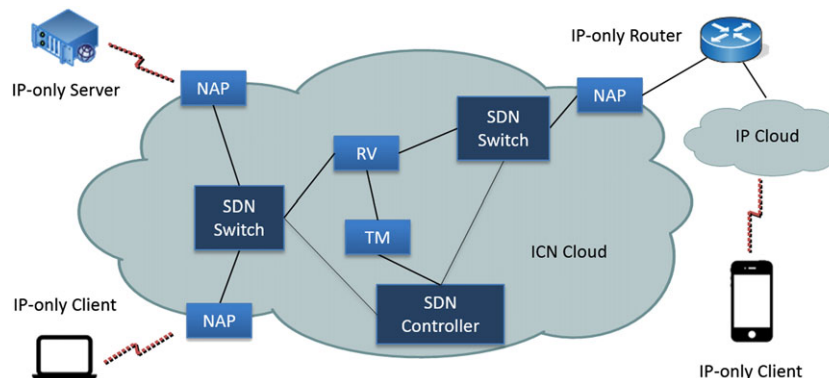 IP-only Router
IP-only Server
NAP
NAP
SDN
Switch
IP Cloud
RV
SDN
Switch
TM
ICN Cloud
IP-only Client
NAP
SDN
Controller
IP-only Client